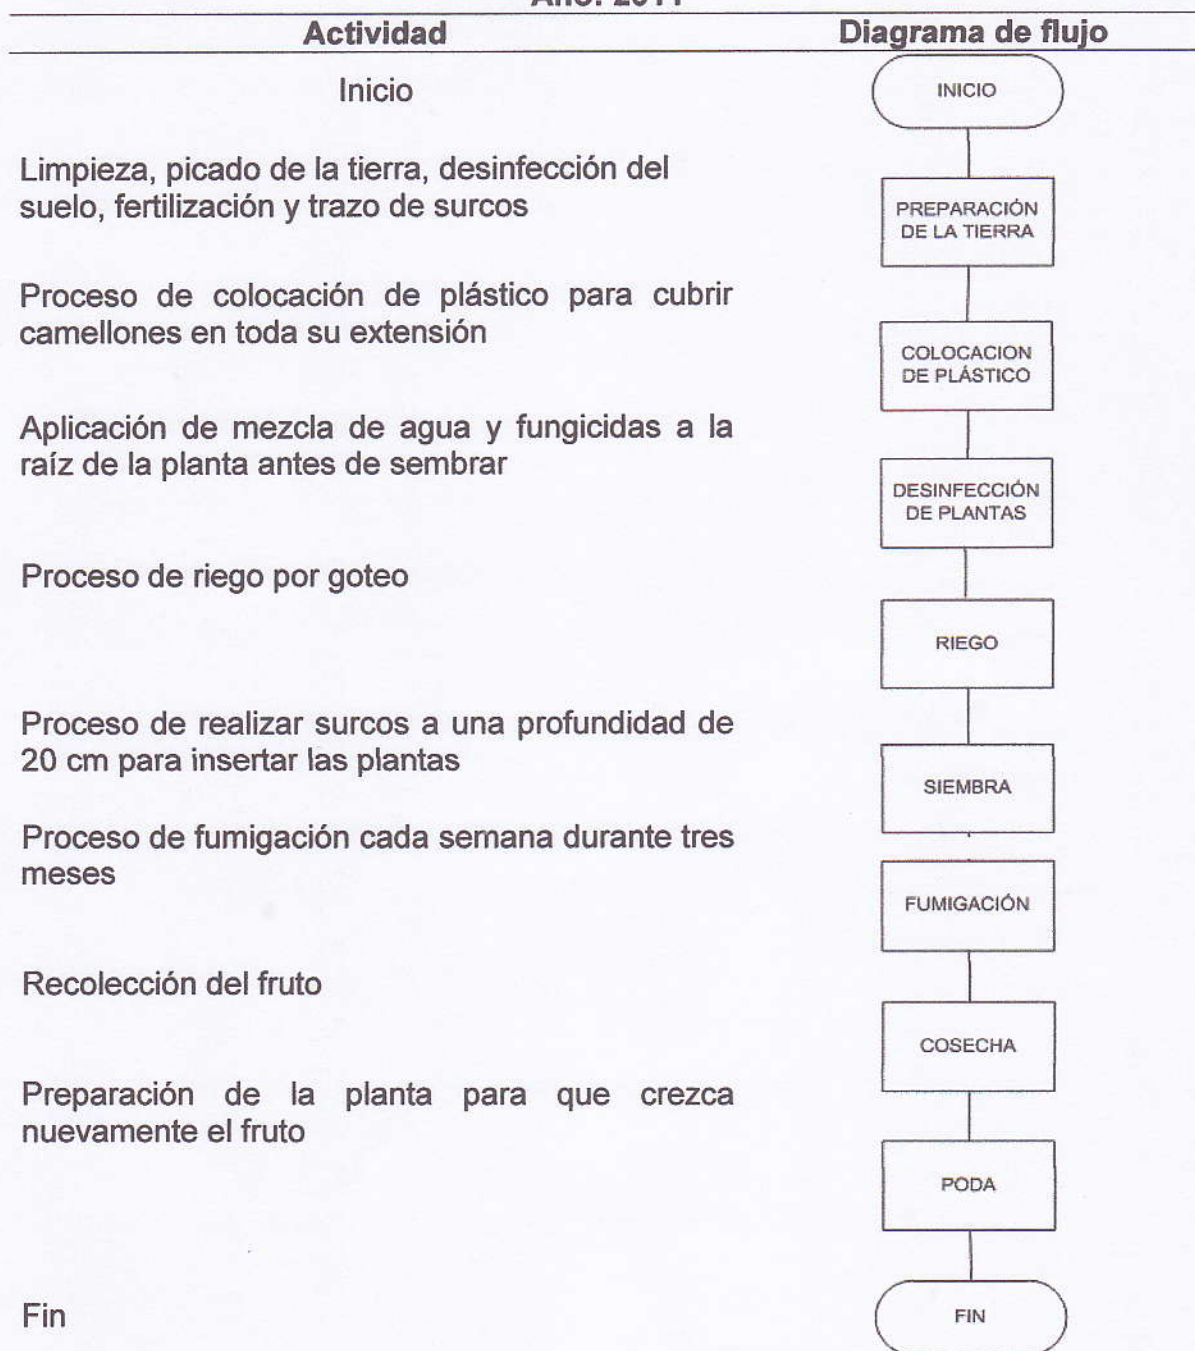 Actividad Diagrama de flujo
Inicio
INICIO
Limpieza, picado de la tierra, desinfección del
suelo, fertilización y trazo de surcos
PREPARACIÓN
DE LA TIERRA
Proceso de colocación de plástico para cubrir
camellones en toda su extensión
COLOCACION
DE PLÁSTICO
Aplicación de mezcla de agua y fungicidas a la
raíz de la planta antes de sembrar
DESINFECCIÓN
DE PLANTAS
Proceso de riego por goteo
RIEGO
Proceso de realizar surcos a una profundidad de
20 cm para insertar las plantas
SIEMBRA
Proceso de fumigación cada semana durante tres
meses
FUMIGACIÓN
Recolección del fruto
COSECHA
Preparación de la planta para que crezca
nuevamente el fruto
PODA
Fin
FIN